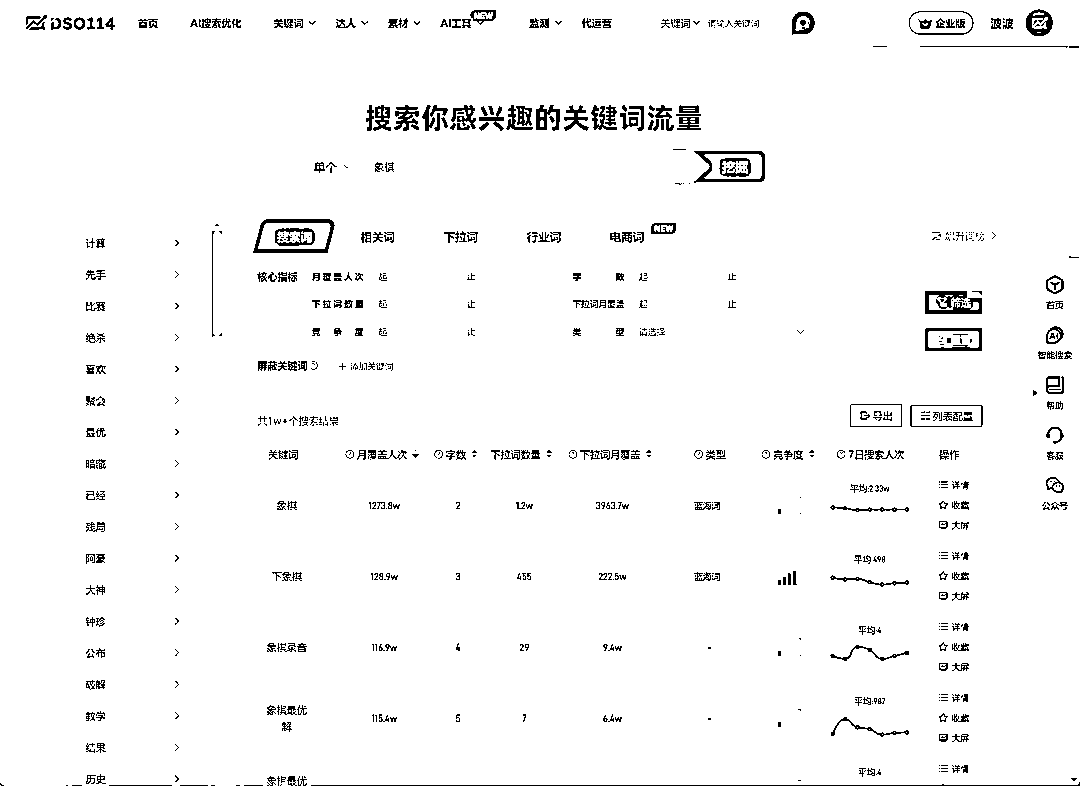 DSO114 首页 AI搜索优化 关键词 达人 素材 AI工具 NEW 监测 代运营 关键词 请输入关键词 企业版 波波
搜索你感兴趣的关键词流量
单个 象棋 挖掘
搜索词 相关词 下拉词 行业词 电商词 NEW
核心指标 月覆盖人次 起 止 字数 起 止
下拉词数量 起 止 下拉词月覆盖 起 止
筛选
竞争度 起 止 类型 请选择
屏蔽关键词 + 添加关键词
共1w+个搜索结果 导出 列表配置
关键词 月覆盖人次 字数 下拉词数量 下拉词月覆盖 类型 竞争度 7日搜索人次 操作
象棋 1273.8w 2 1.2w 3963.7w 蓝海词 平均:2.33w 详情 收藏 大屏
下象棋 128.9w 3 455 222.5w 蓝海词 平均:498 详情 收藏 大屏
象棋录音 116.9w 4 29 9.4w - 平均:4 详情 收藏 大屏
象棋最优解 115.4w 5 7 6.4w - 平均:987 详情 收藏 大屏
象棋最优 平均:4 详情
计算
先手
比赛
绝杀
喜欢
聚会
最优
暗藏
已经
残局
阿豪
大神
钟珍
公布
破解
教学
结果
历史
首页
AI
智能搜索
帮助
客服
公众号